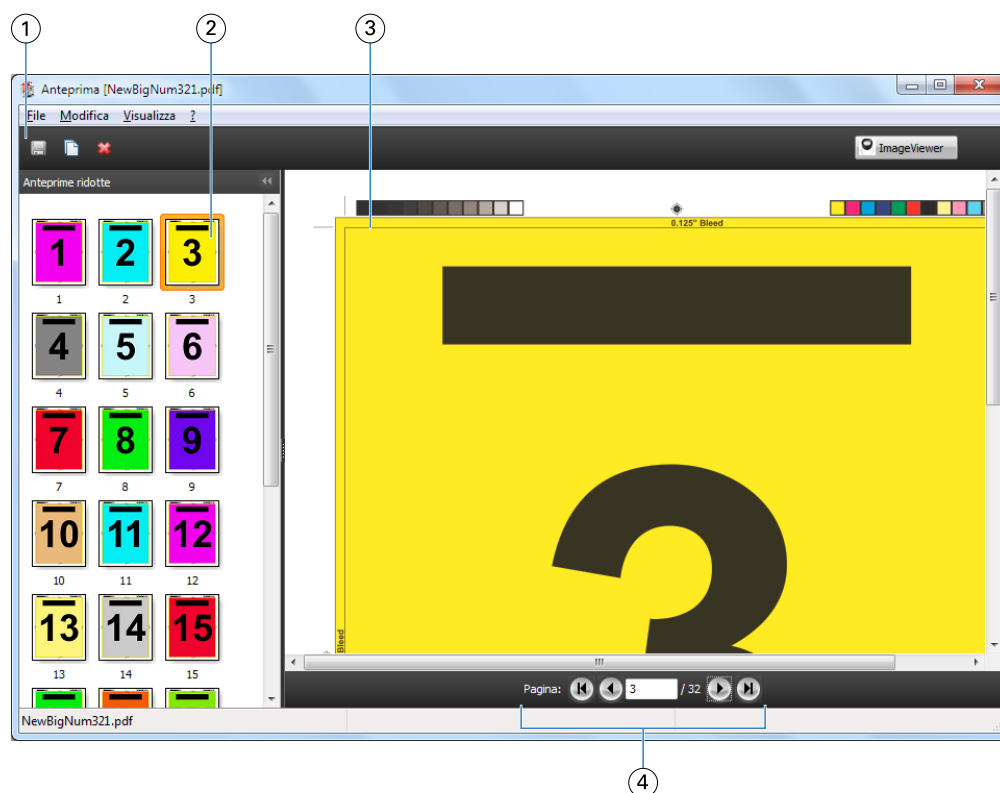 1 2 3
Anteprima [NewBigNum321.pdf]
File Modifica Visualizza ?
ImageViewer
Anteprime ridotte
0.125" Bleed
1 2 3
1 2 3
4 5 6
4 5 6
7 8 9
7 8 9
10 11 12
10 11 12
13 14 15
13 14 15
3
Bleed
Pagina: 3 / 32
NewBigNum321.pdf
4